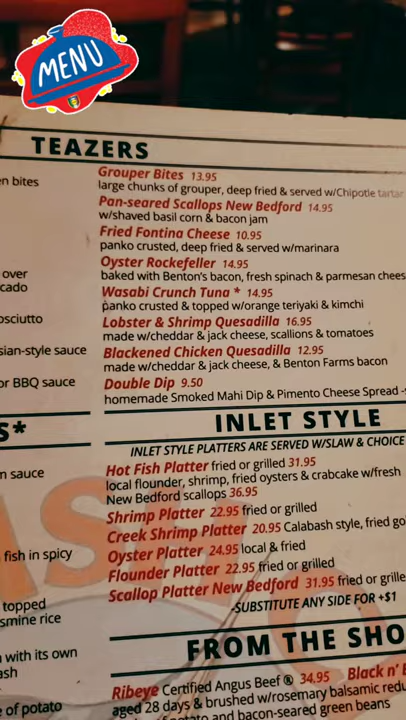 MENU
TEAZERS
en bites
over
cado
osciutto
sian-style sauce
or BBQ sauce
S*
n sauce
fish in spicy
topped
smine rice
with its own
ash
e of potato
Grouper Bites 13.95
large chunks of grouper, deep fried & served w/Chipotle tartar
Pan-seared Scallops New Bedford 14.95
w/shaved basil corn & bacon jam
Fried Fontina Cheese 10.95
panko crusted, deep fried & served w/marinara
Oyster Rockefeller 14.95
baked with Benton's bacon, fresh spinach & parmesan chees
Wasabi Crunch Tuna * 14.95
panko crusted & topped w/orange teriyaki & kimchi
Lobster & Shrimp Quesadilla 16.95
made w/cheddar & jack cheese, scallions & tomatoes
Blackened Chicken Quesadilla 12.95
made w/cheddar & jack cheese, & Benton Farms bacon
Double Dip 9.50
homemade Smoked Mahi Dip & Pimento Cheese Spread -
INLET STYLE
INLET STYLE PLATTERS ARE SERVED W/SLAW & CHOICE
Hot Fish Platter fried or grilled 31.95
local flounder, shrimp, fried oysters & crabcake w/fresh
New Bedford scallops 36.95
Shrimp Platter 22.95 fried or grilled
Creek Shrimp Platter 20.95 Calabash style, fried go
Oyster Platter 24.95 local & fried
Flounder Platter 22.95 fried or grilled
Scallop Platter New Bedford 31.95 fried or grille
-SUBSTITUTE ANY SIDE FOR +$1
FROM THE SHO
Ribeye Certified Angus Beef ® 34.95 Black n' B
aged 28 days & brushed w/rosemary balsamic redu
potato and bacon-seared green beans